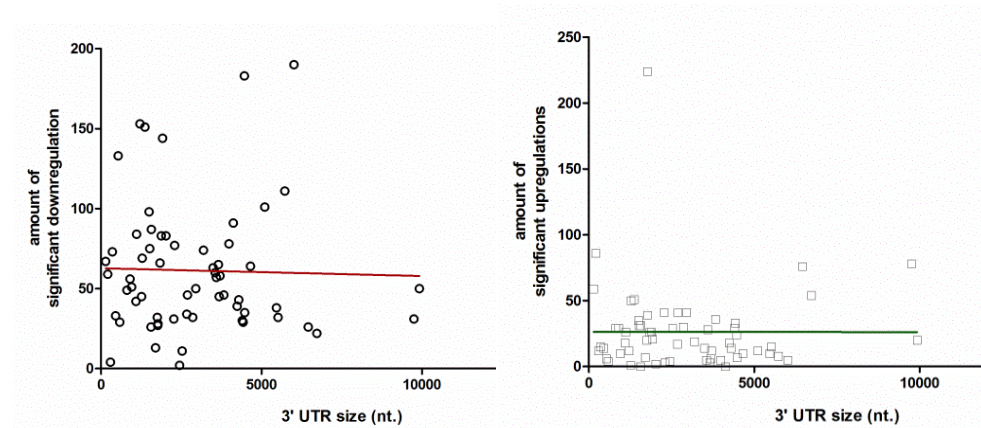 amount of
significant downregulation
200
150
100
50
0
0
5000
10000
3' UTR size (nt.)
amount of
significant upregulations
250
200
150
100
50
0
0
5000
10000
3' UTR size (nt.)